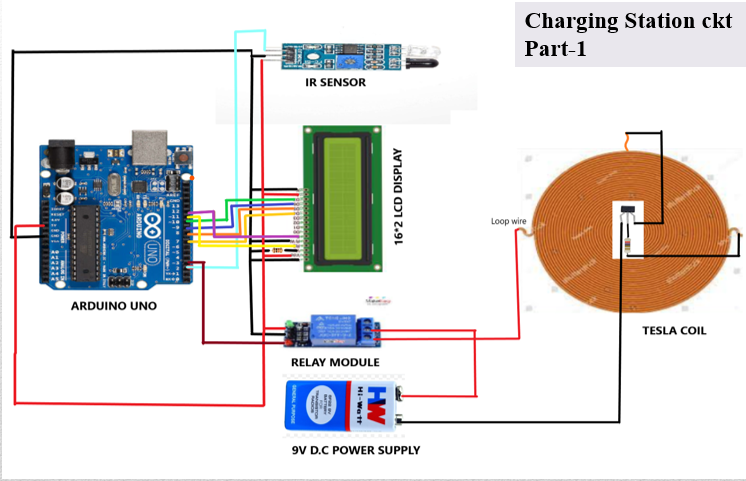 Charging Station ckt
Part-1
IR SENSOR
16*2 LCD DISPLAY
Loop wire
ARDUINO UNO
UNO
ARDUINO
TESLA COIL
RELAY MODULE
HW
Hi-Watt
9V D.C POWER SUPPLY